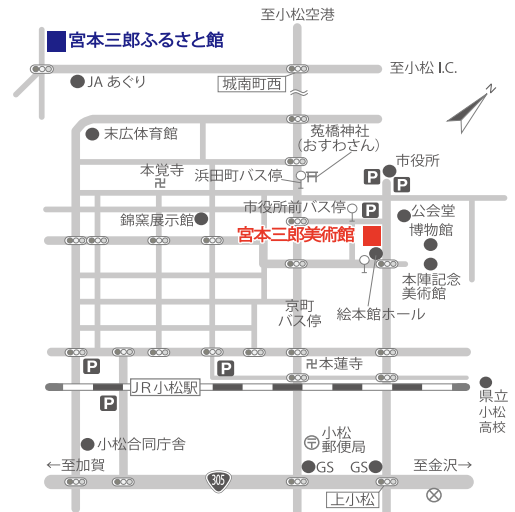 至小松空港
宮本三郎ふるさと館
至小松 I.C.
JA あぐり
城南町西
N
菟橋神社
(おすわさん)
末広体育館
市役所
本覚寺
卍
浜田町バス停
P
P
市役所前バス停
P
公会堂
錦窯展示館
博物館
宮本三郎美術館
本陣記念
美術館
京町
バス停
絵本館ホール
卍本蓮寺
P
P
JR小松駅
P
県立
小松
高校
小松
郵便局
小松合同庁舎
←至加賀
GS
GS
至金沢→
305
上小松